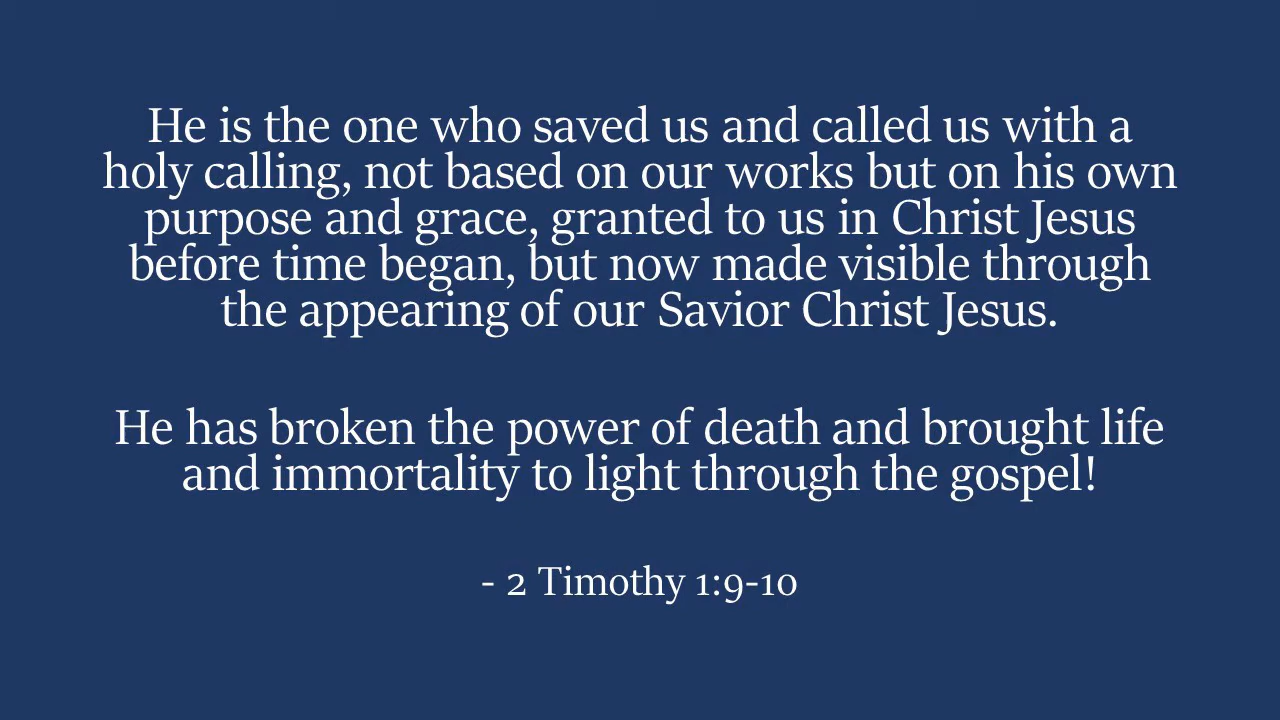 He is the one who saved us and called us with a
holy calling, not based on our works but on his own
purpose and grace, granted to us in Christ Jesus
before time began, but now made visible through
the appearing of our Savior Christ Jesus.
He has broken the power of death and brought life
and immortality to light through the gospel!
- 2 Timothy 1:9-10